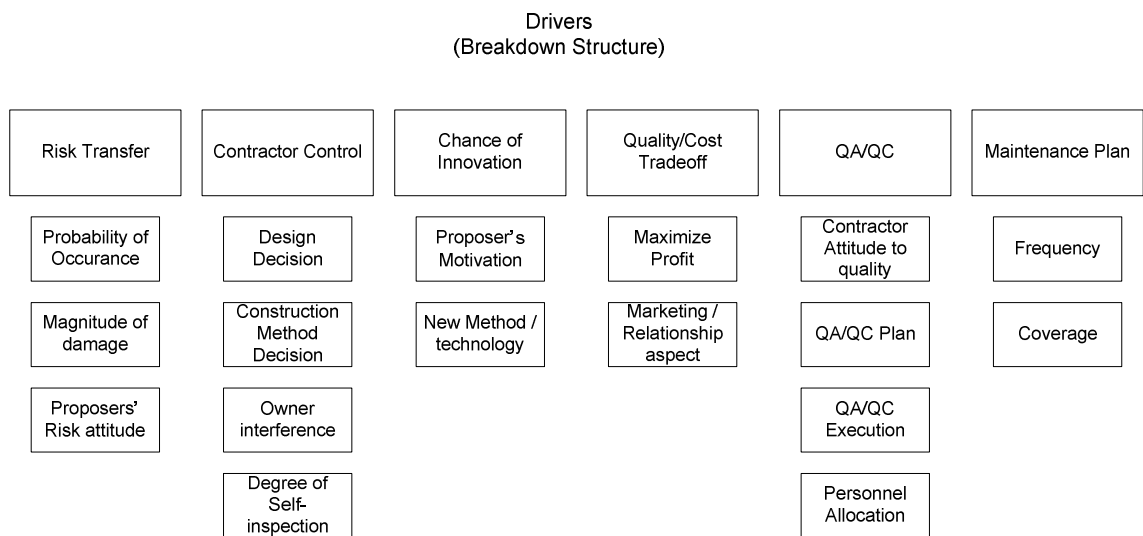 Drivers
(Breakdown Structure)
Risk Transfer
Contractor Control
Chance of
Innovation
Quality/Cost
Tradeoff
QA/QC
Maintenance Plan
Probability of
Occurance
Magnitude of
damage
Proposers'
Risk attitude
Design
Decision
Construction
Method
Decision
Owner
interference
Degree of
Self-
inspection
Proposer's
Motivation
New Method /
technology
Maximize
Profit
Marketing /
Relationship
aspect
Contractor
Attitude to
quality
QA/QC Plan
QA/QC
Execution
Personnel
Allocation
Frequency
Coverage